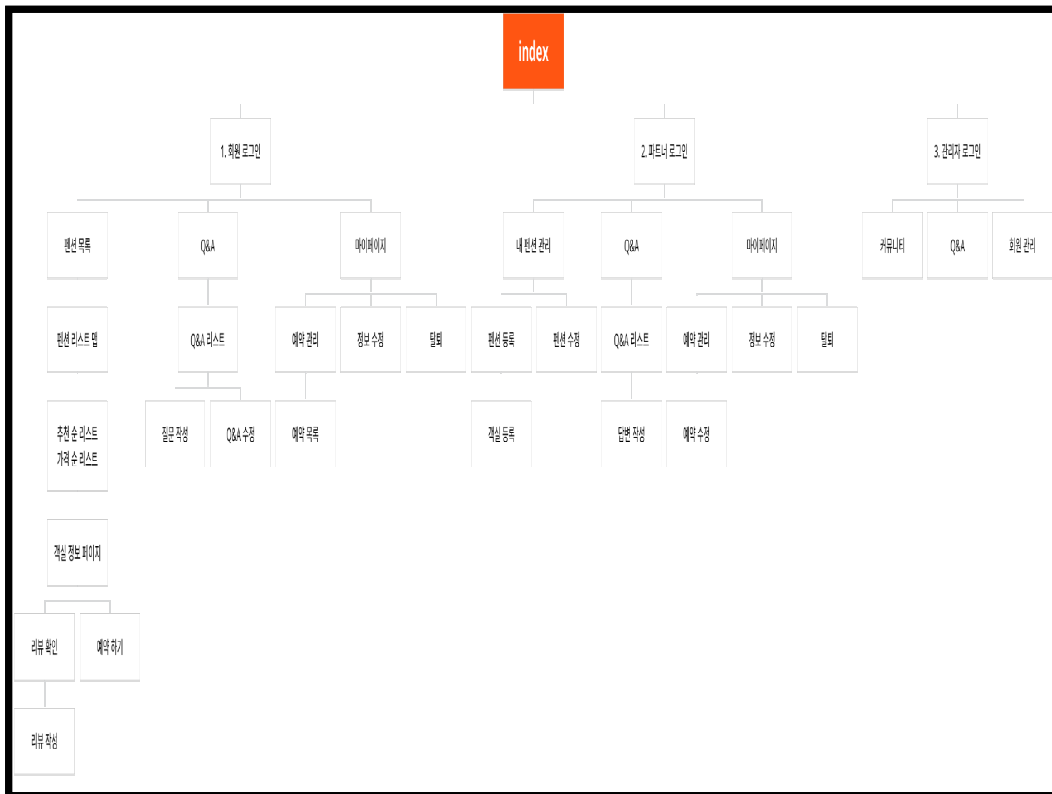 index
1. 회원 로그인
2. 파트너 로그인
3. 관리자 로그인
펜션 목록
Q&A
마이페이지
내 펜션 관리
Q&A
마이페이지
커뮤니티
Q&A
회원 관리
펜션 리스트 맵
Q&A 리스트
예약 관리
정보 수정
탈퇴
펜션 등록
펜션 수정
Q&A 리스트
예약 관리
정보 수정
탈퇴
추천 순 리스트
가격 순 리스트
질문 작성
Q&A 수정
예약 목록
객실 등록
답변 작성
예약 수정
객실 정보 페이지
리뷰 확인
예약 하기
리뷰 작성